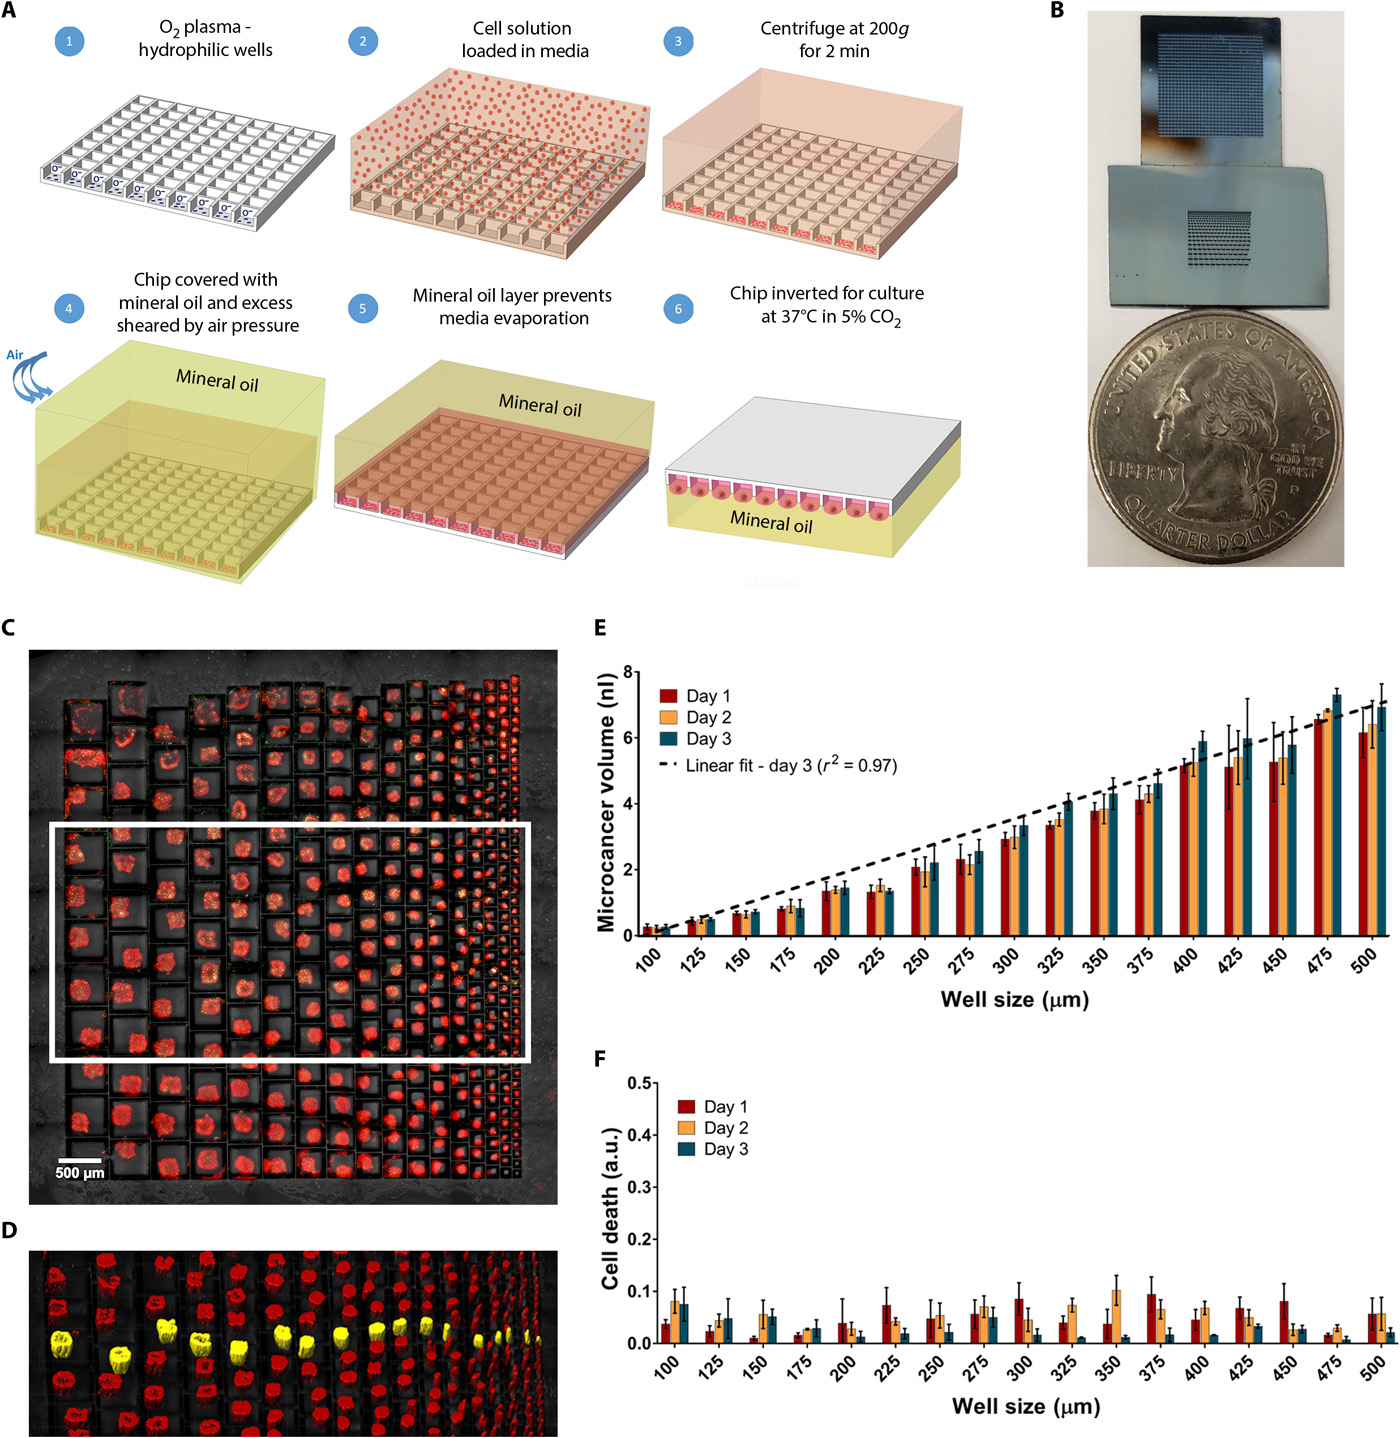 A
1
O2 plasma -
hydrophilic wells
2
Cell solution
loaded in media
3
Centrifuge at 200g
for 2 min
O⁻ O⁻ O⁻ O⁻ O⁻ O⁻ O⁻ O⁻ O⁻ O⁻
4
Chip covered with
mineral oil and excess
sheared by air pressure
5
Mineral oil layer prevents
media evaporation
6
Chip inverted for culture
at 37°C in 5% CO2
Air
Mineral oil
Mineral oil
Mineral oil
500um
B
UNITED STATES OF AMERICA
LIBERTY
IN
GOD WE
TRUST
P
QUARTER DOLLAR
C
500 µm
D
E
Microcancer volume (nl)
8
6
4
2
0
Day 1
Day 2
Day 3
Linear fit - day 3 (r2 = 0.97)
100 125 150 175 200 225 250 275 300 325 350 375 400 425 450 475 500
Well size (µm)
F
Cell death (a.u.)
0.5
0.4
0.3
0.2
0.1
0.0
Day 1
Day 2
Day 3
100 125 150 175 200 225 250 275 300 325 350 375 400 425 450 475 500
Well size (µm)